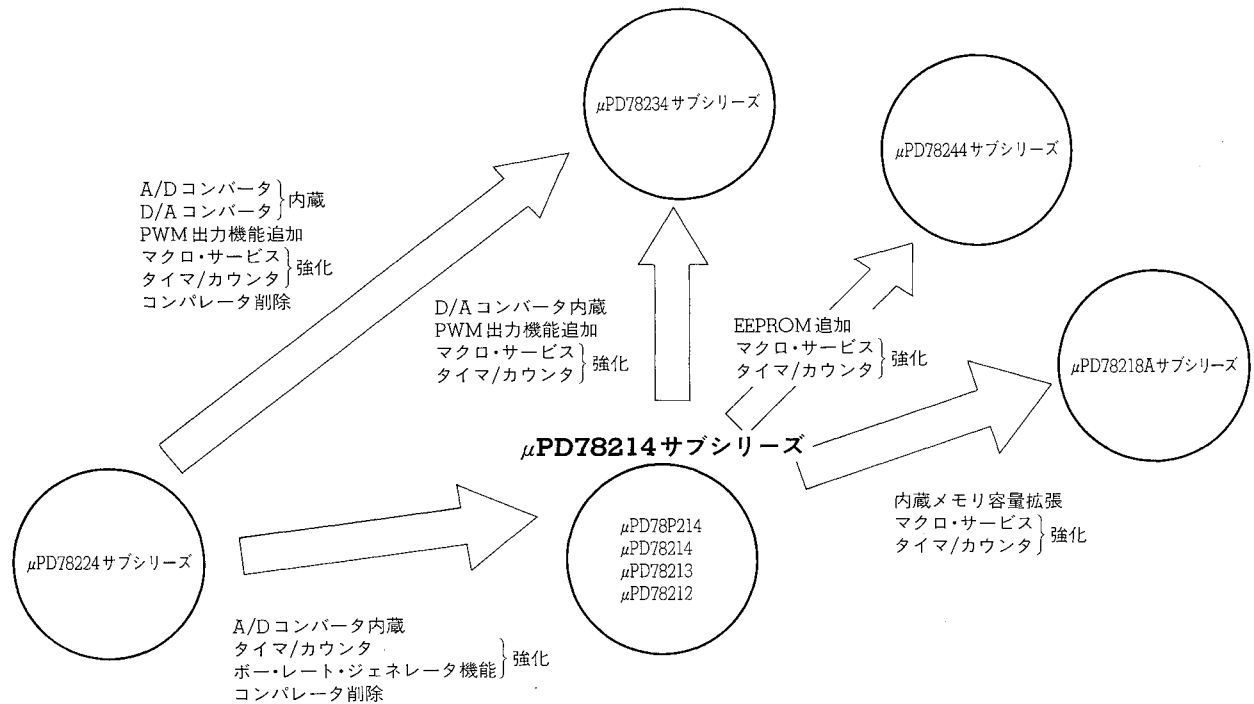 μPD78234サブシリーズ
μPD78244サブシリーズ
A/Dコンバータ
D/Aコンバータ
内蔵
PWM出力機能追加
マクロ・サービス
タイマ/カウンタ
強化
コンパレータ削除
D/Aコンバータ内蔵
PWM出力機能追加
マクロ・サービス
タイマ/カウンタ
強化
EEPROM追加
マクロ・サービス
タイマ/カウンタ
強化
μPD78218Aサブシリーズ
μPD78214サブシリーズ
内蔵メモリ容量拡張
マクロ・サービス
タイマ/カウンタ
強化
μPD78224サブシリーズ
μPD78P214
μPD78214
μPD78213
μPD78212
A/Dコンバータ内蔵
タイマ/カウンタ
ボー・レート・ジェネレータ機能
強化
コンパレータ削除